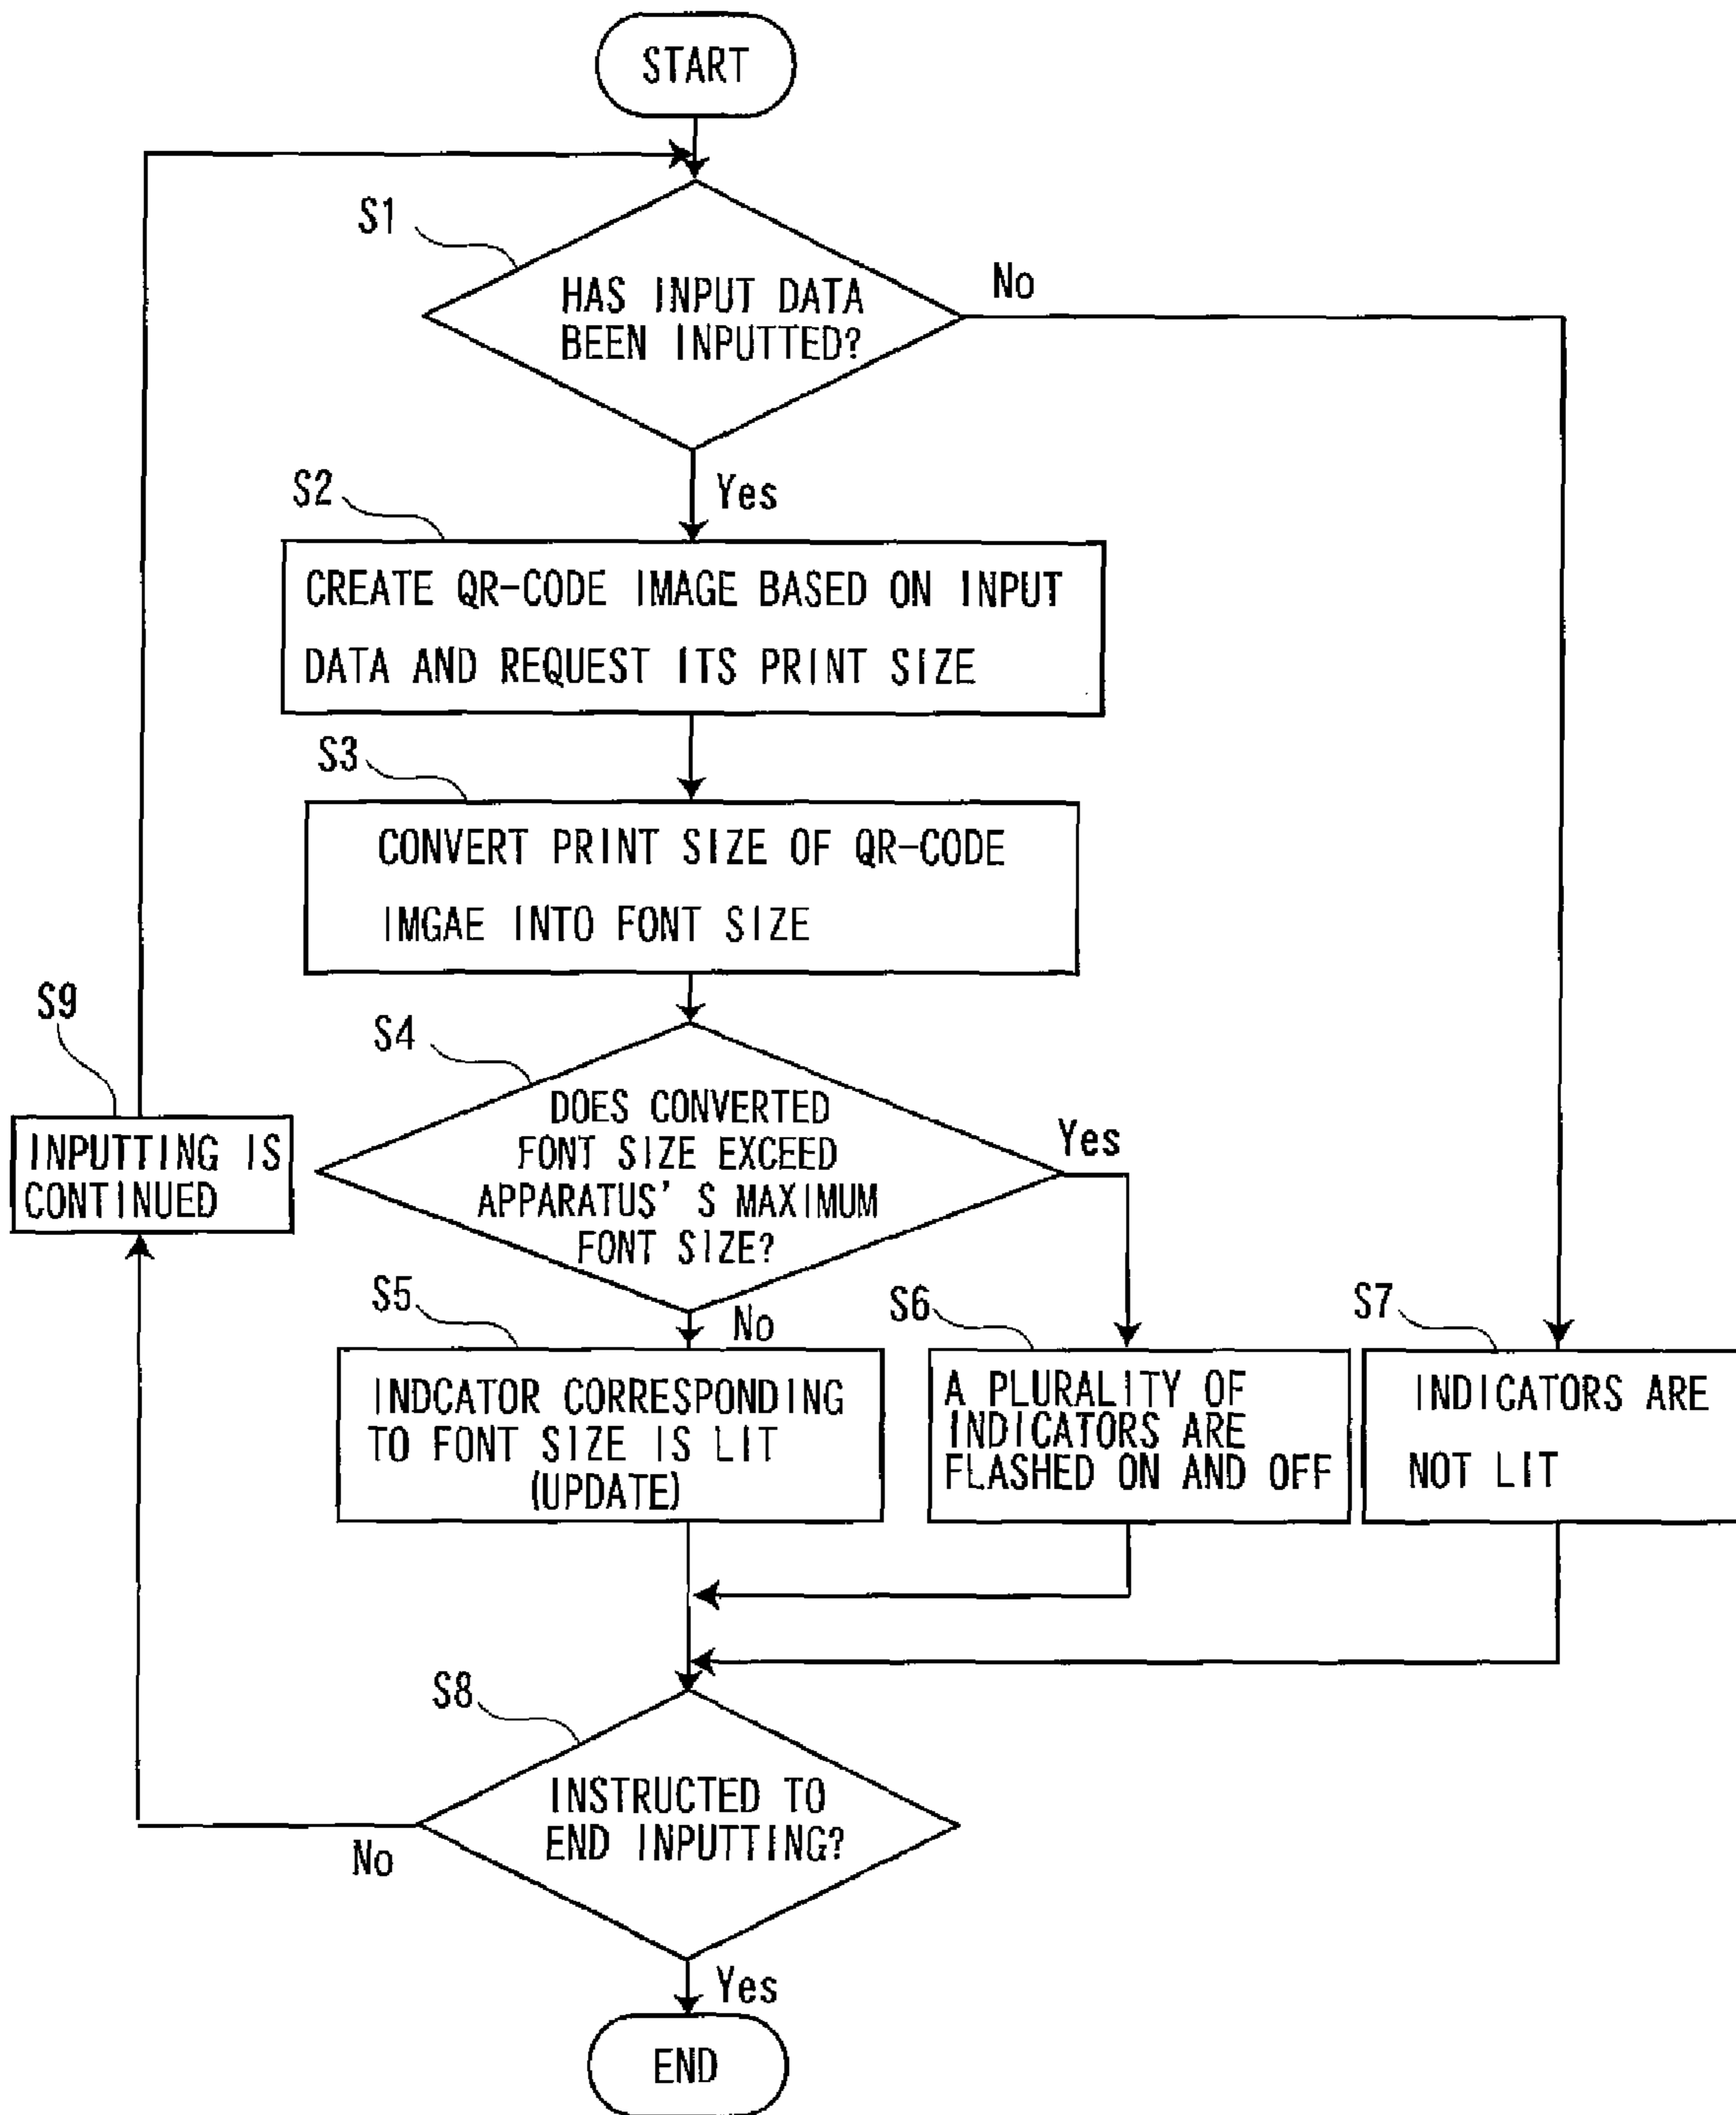 START
S1
HAS INPUT DATA
BEEN INPUTTED?
No
Yes
S2
CREATE QR-CODE IMAGE BASED ON INPUT
DATA AND REQUEST ITS PRINT SIZE
S3
CONVERT PRINT SIZE OF QR-CODE
IMGAE INTO FONT SIZE
S9
INPUTTING IS
CONTINUED
S4
DOES CONVERTED
FONT SIZE EXCEED
APPARATUS'S MAXIMUM
FONT SIZE?
Yes
No
S5
INDCATOR CORRESPONDING
TO FONT SIZE IS LIT
(UPDATE)
S6
A PLURALITY OF
INDICATORS ARE
FLASHED ON AND OFF
S7
INDICATORS ARE
NOT LIT
S8
INSTRUCTED TO
END INPUTTING?
No
Yes
END